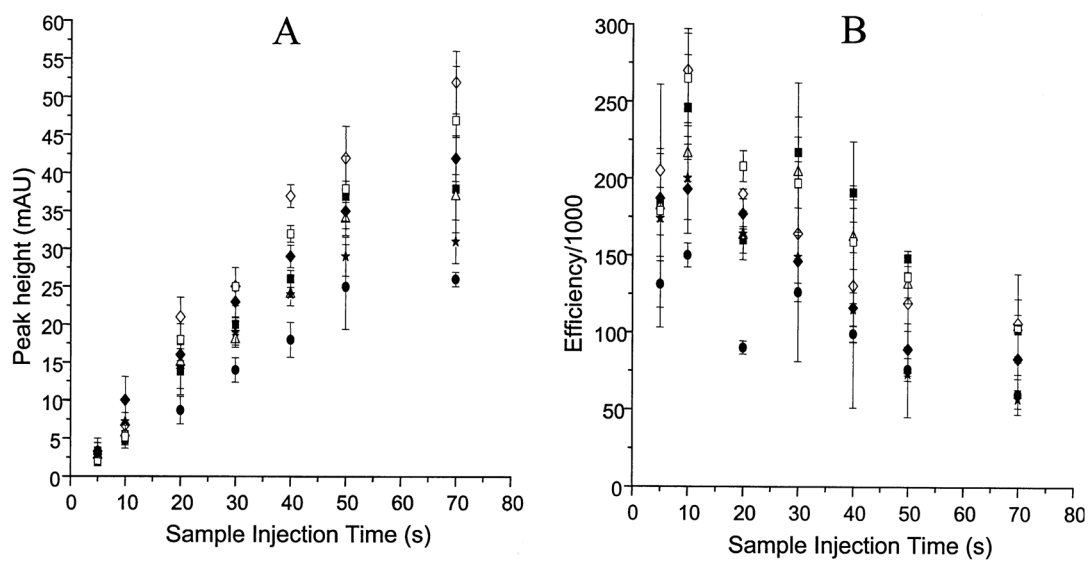 A
60
55
50
45
40
35
30
25
20
15
10
5
0
Peak height (mAU)
0 10 20 30 40 50 60 70 80
Sample Injection Time (s)
B
300
250
200
150
100
50
0
Efficiency/1000
0 10 20 30 40 50 60 70 80
Sample Injection Time (s)